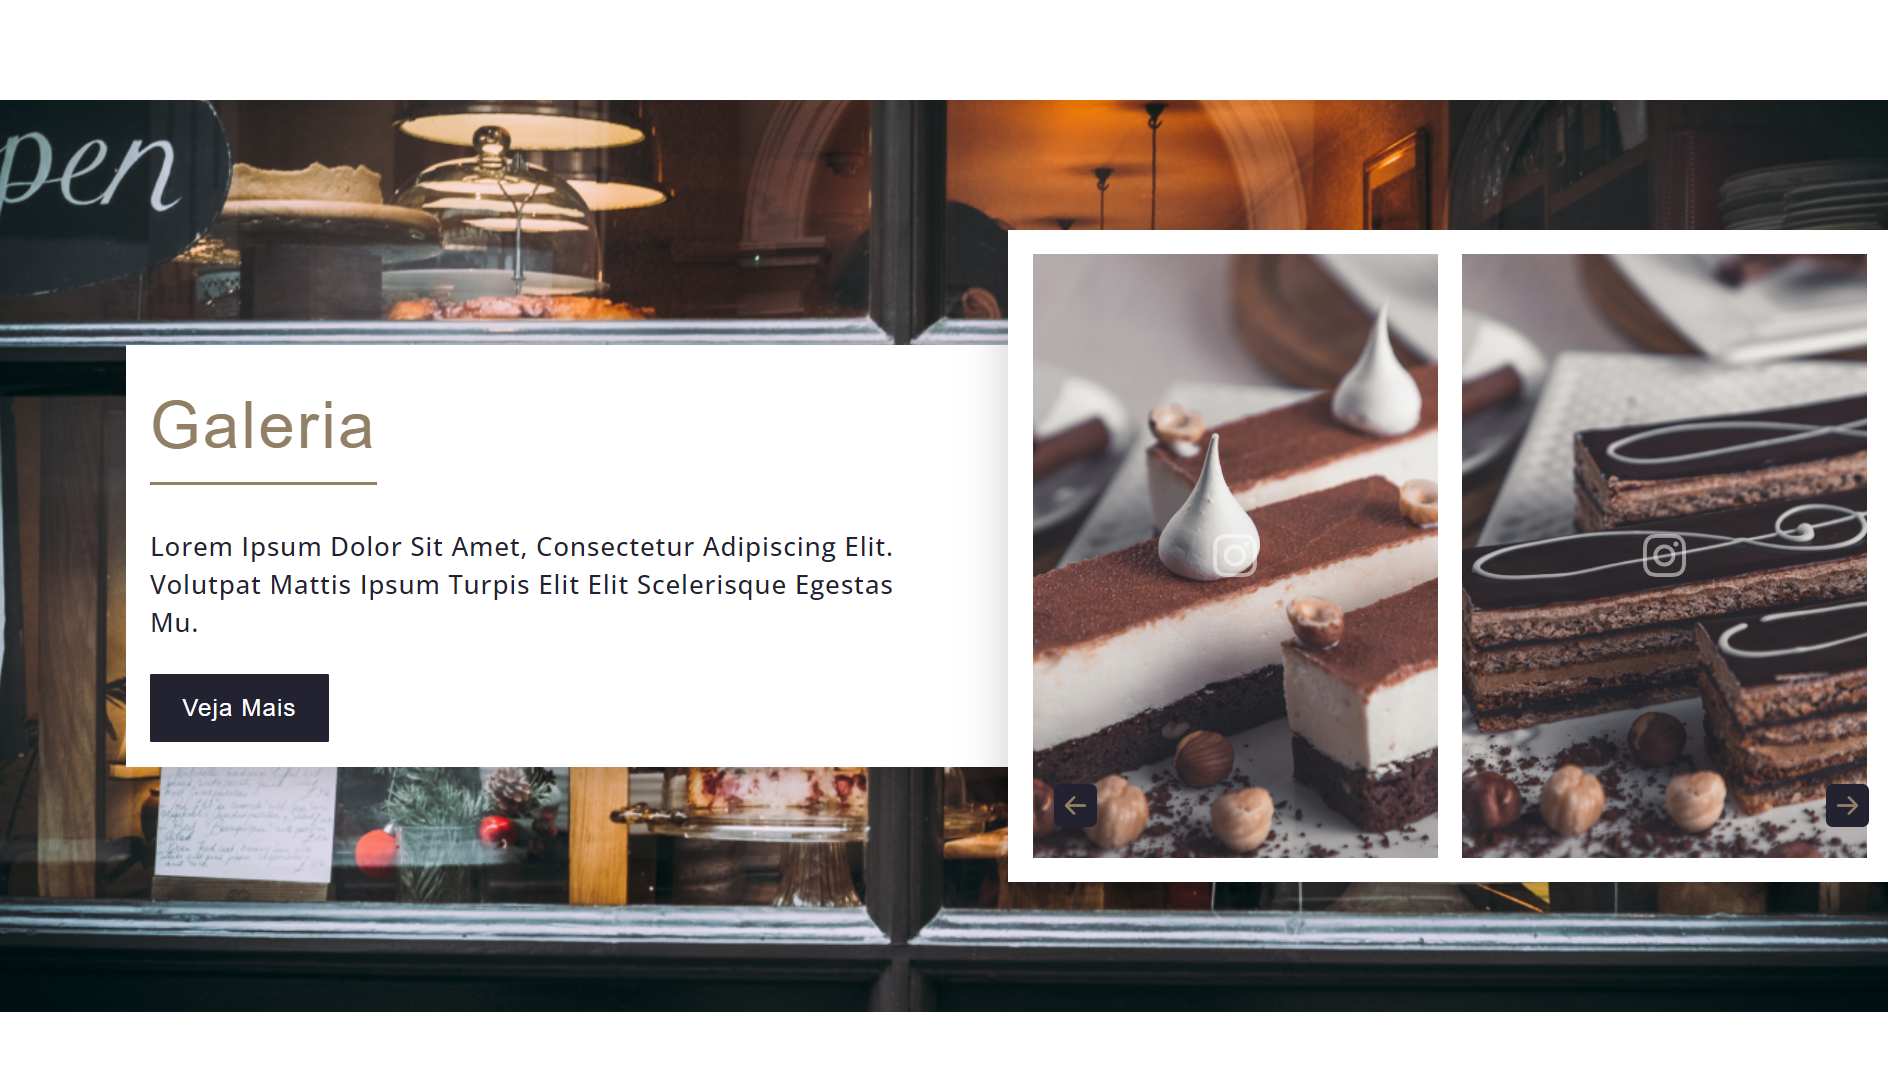 pen
Galeria
Lorem Ipsum Dolor Sit Amet, Consectetur Adipiscing Elit.
Volutpat Mattis Ipsum Turpis Elit Elit Scelerisque Egestas
Mu.
Veja Mais